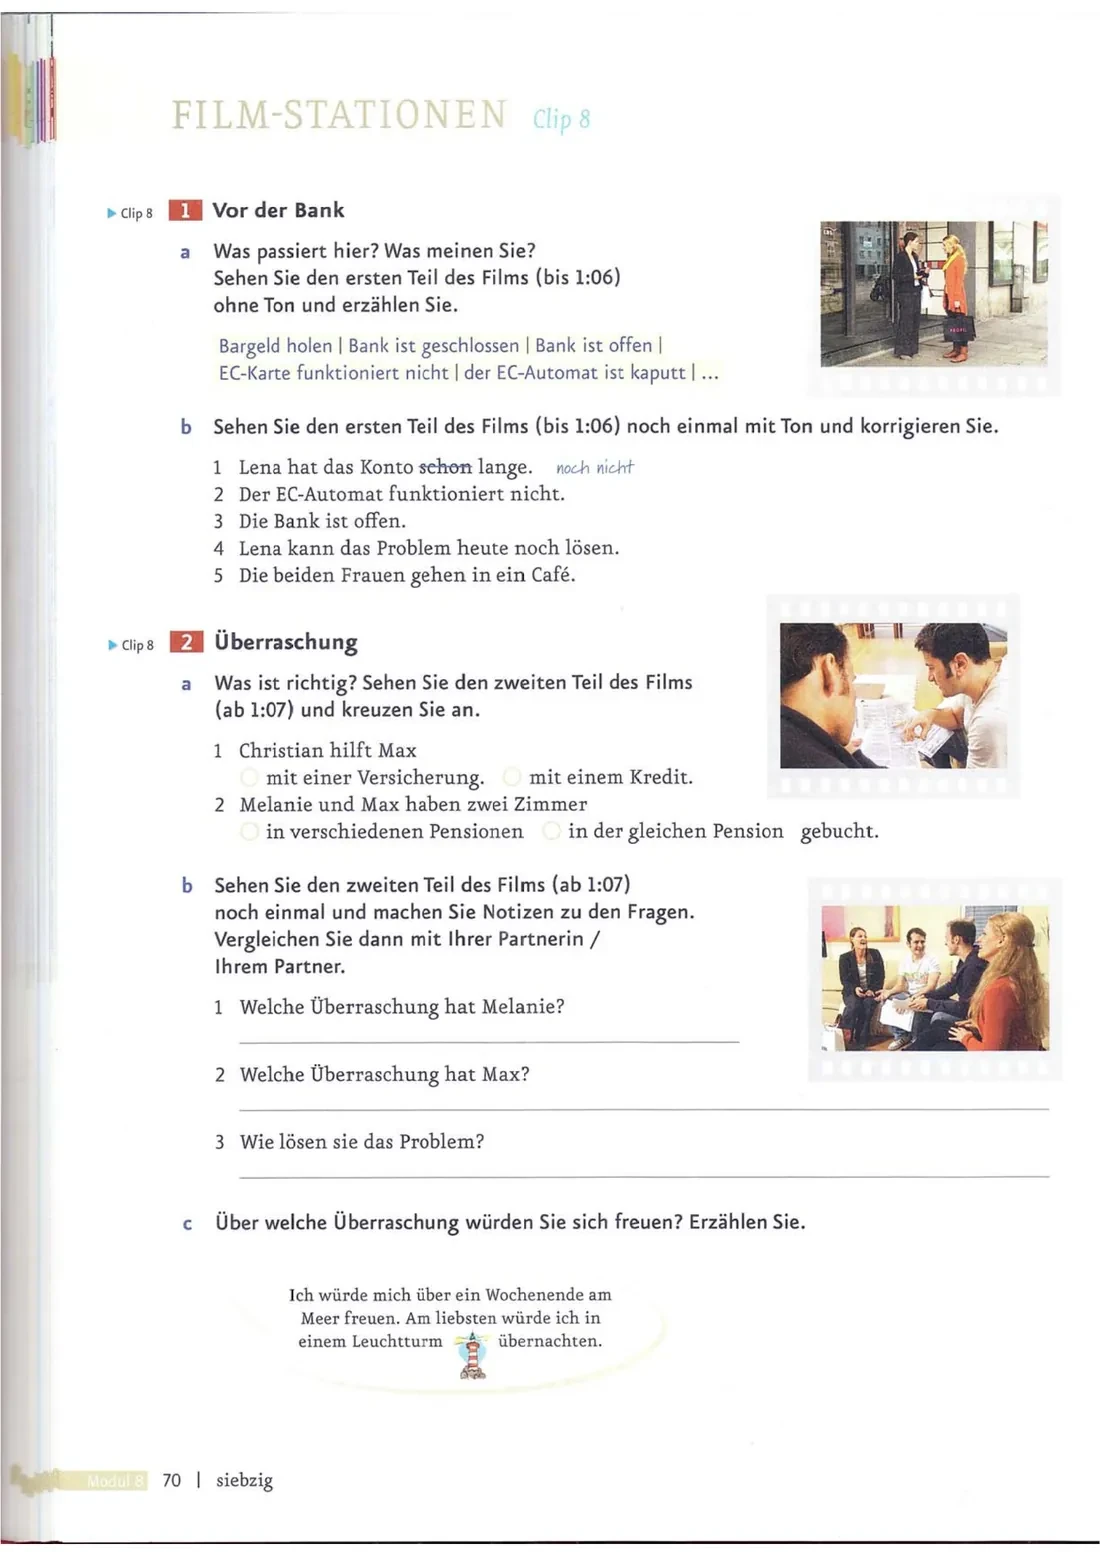 FILM-STATIONEN Clip 8
Clip 8 1 Vor der Bank
a Was passiert hier? Was meinen Sie?
Sehen Sie den ersten Teil des Films (bis 1:06)
ohne Ton und erzählen Sie.
Bargeld holen | Bank ist geschlossen | Bank ist offen |
EC-Karte funktioniert nicht | der EC-Automat ist kaputt | ...
b Sehen Sie den ersten Teil des Films (bis 1:06) noch einmal mit Ton und korrigieren Sie.
1 Lena hat das Konto schon lange. noch nicht
2 Der EC-Automat funktioniert nicht.
3 Die Bank ist offen.
4 Lena kann das Problem heute noch lösen.
5 Die beiden Frauen gehen in ein Café.
Clip 8 2 Überraschung
a Was ist richtig? Sehen Sie den zweiten Teil des Films
(ab 1:07) und kreuzen Sie an.
1 Christian hilft Max
mit einer Versicherung. mit einem Kredit.
2 Melanie und Max haben zwei Zimmer
in verschiedenen Pensionen in der gleichen Pension gebucht.
b Sehen Sie den zweiten Teil des Films (ab 1:07)
noch einmal und machen Sie Notizen zu den Fragen.
Vergleichen Sie dann mit Ihrer Partnerin /
Ihrem Partner.
1 Welche Überraschung hat Melanie?
2 Welche Überraschung hat Max?
3 Wie lösen sie das Problem?
c Über welche Überraschung würden Sie sich freuen? Erzählen Sie.
Ich würde mich über ein Wochenende am
Meer freuen. Am liebsten würde ich in
einem Leuchtturm übernachten.
Modul 8 70 | siebzig